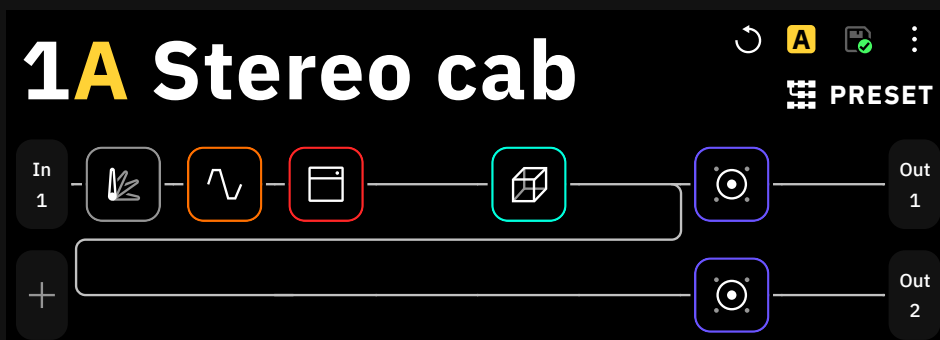 1A Stereo cab
A
PRESET
In
1
Out
1
Out
2